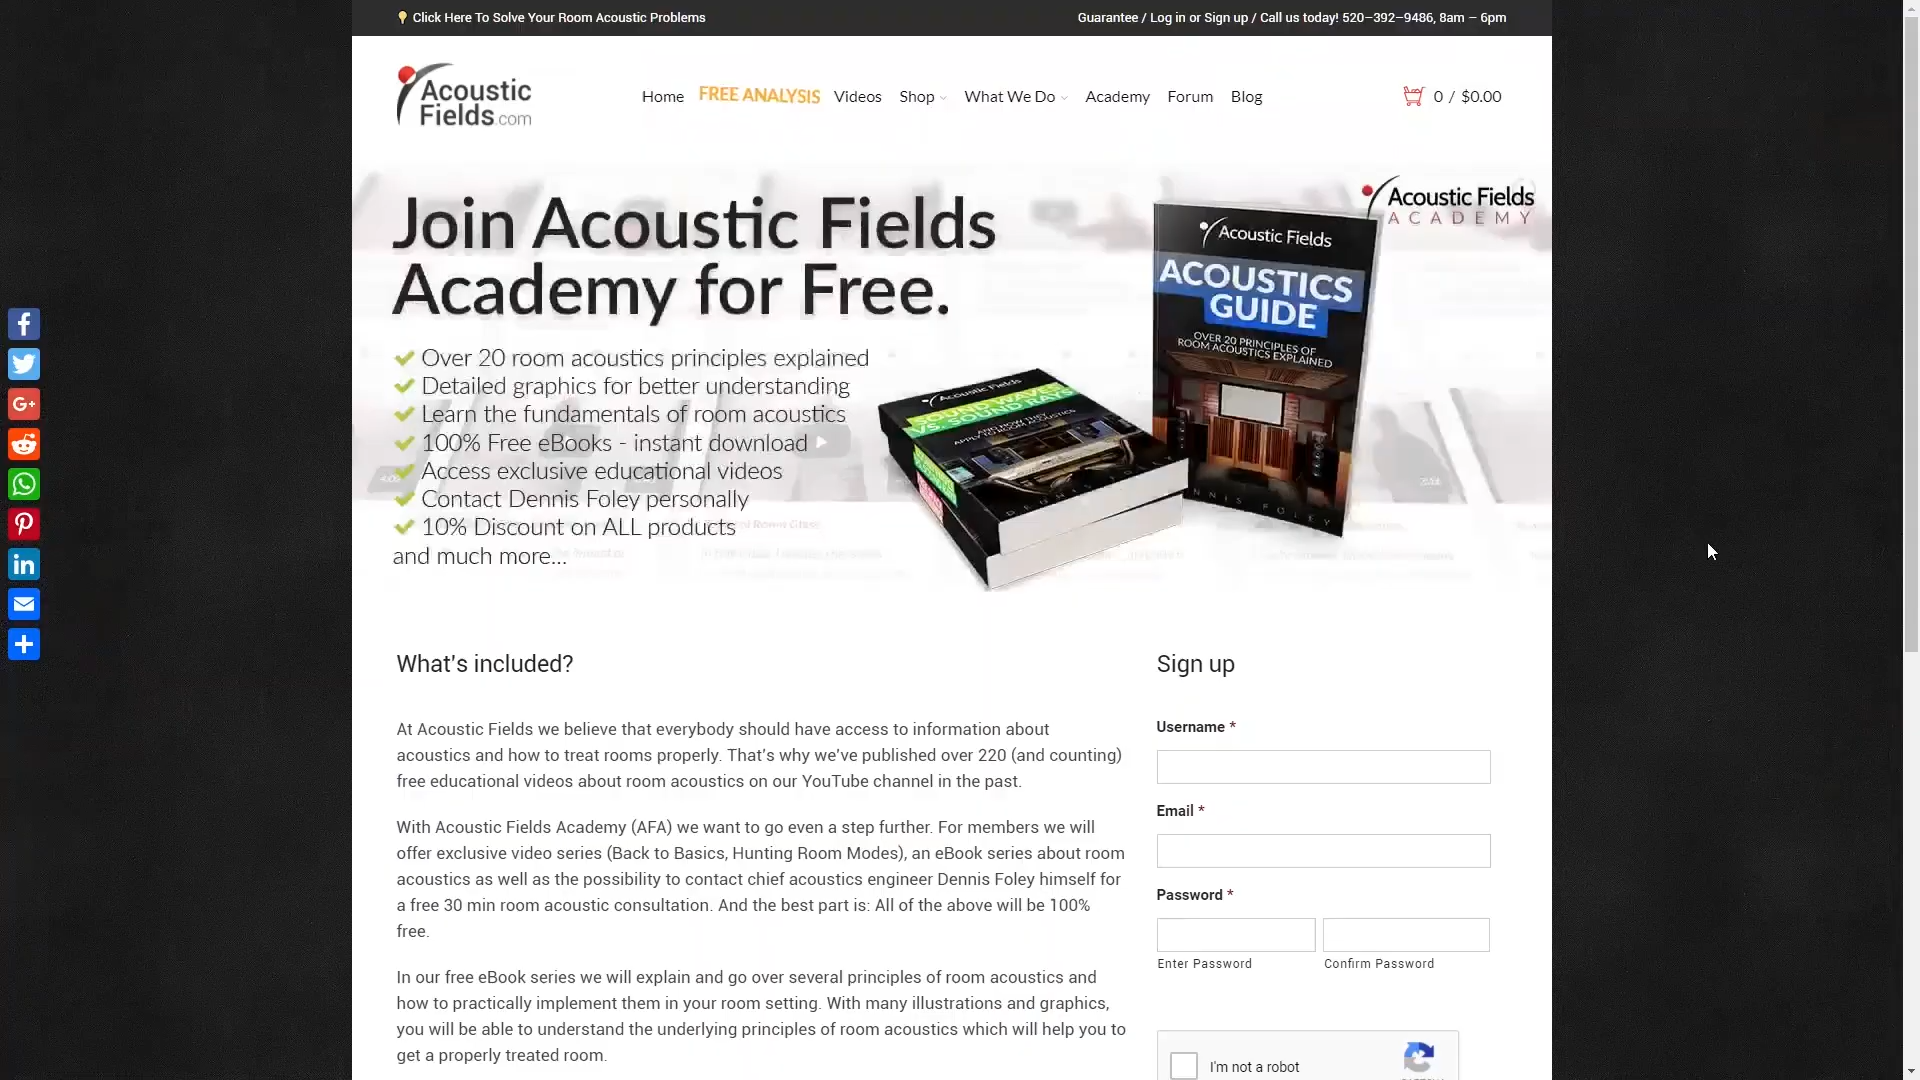 Click Here To Solve Your Room Acoustic Problems
Guarantee / Log in or Sign up / Call us today! 520–392–9486, 8am – 6pm
Acoustic
Fields.com
Home
FREE ANALYSIS
Videos
Shop
What We Do
Academy
Forum
Blog
0 / $0.00
Join Acoustic Fields
Academy for Free.
Over 20 room acoustics principles explained
Detailed graphics for better understanding
Learn the fundamentals of room acoustics
100% Free eBooks - instant download
Access exclusive educational videos
Contact Dennis Foley personally
10% Discount on ALL products
and much more...
Acoustic Fields
ACADEMY
Acoustic Fields
ACOUSTICS
GUIDE
OVER 20 PRINCIPLES OF
ROOM ACOUSTICS EXPLAINED
Acoustic Fields
SOUND WAVES
VS. SOUND RAYS
AND HOW THEY
APPLY TO ROOM ACOUSTICS
What's included?
At Acoustic Fields we believe that everybody should have access to information about
acoustics and how to treat rooms properly. That's why we've published over 220 (and counting)
free educational videos about room acoustics on our YouTube channel in the past.
With Acoustic Fields Academy (AFA) we want to go even a step further. For members we will
offer exclusive video series (Back to Basics, Hunting Room Modes), an eBook series about room
acoustics as well as the possibility to contact chief acoustics engineer Dennis Foley himself for
a free 30 min room acoustic consultation. And the best part is: All of the above will be 100%
free.
In our free eBook series we will explain and go over several principles of room acoustics and
how to practically implement them in your room setting. With many illustrations and graphics,
you will be able to understand the underlying principles of room acoustics which will help you to
get a properly treated room.
Sign up
Username *
Email *
Password *
Enter Password
Confirm Password
I'm not a robot